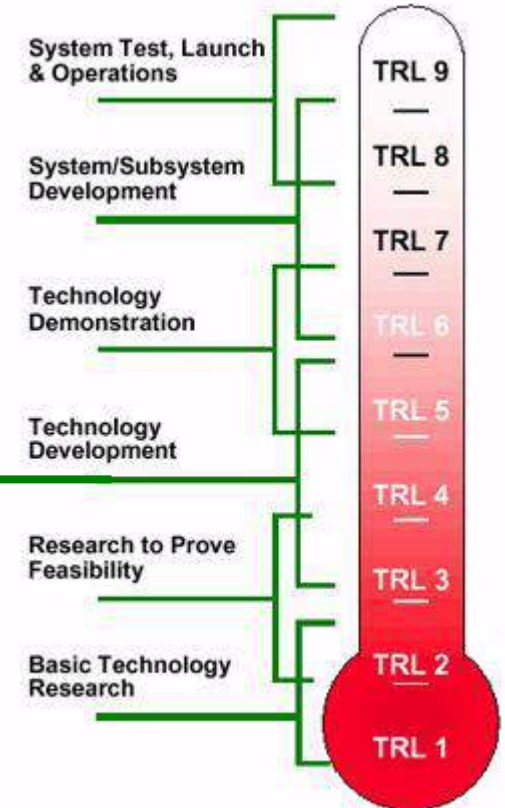 System Test, Launch
& Operations
System/Subsystem
Development
Technology
Demonstration
Technology
Development
Research to Prove
Feasibility
Basic Technology
Research
TRL 9
TRL 8
TRL 7
TRL 6
TRL 5
TRL 4
TRL 3
TRL 2
TRL 1